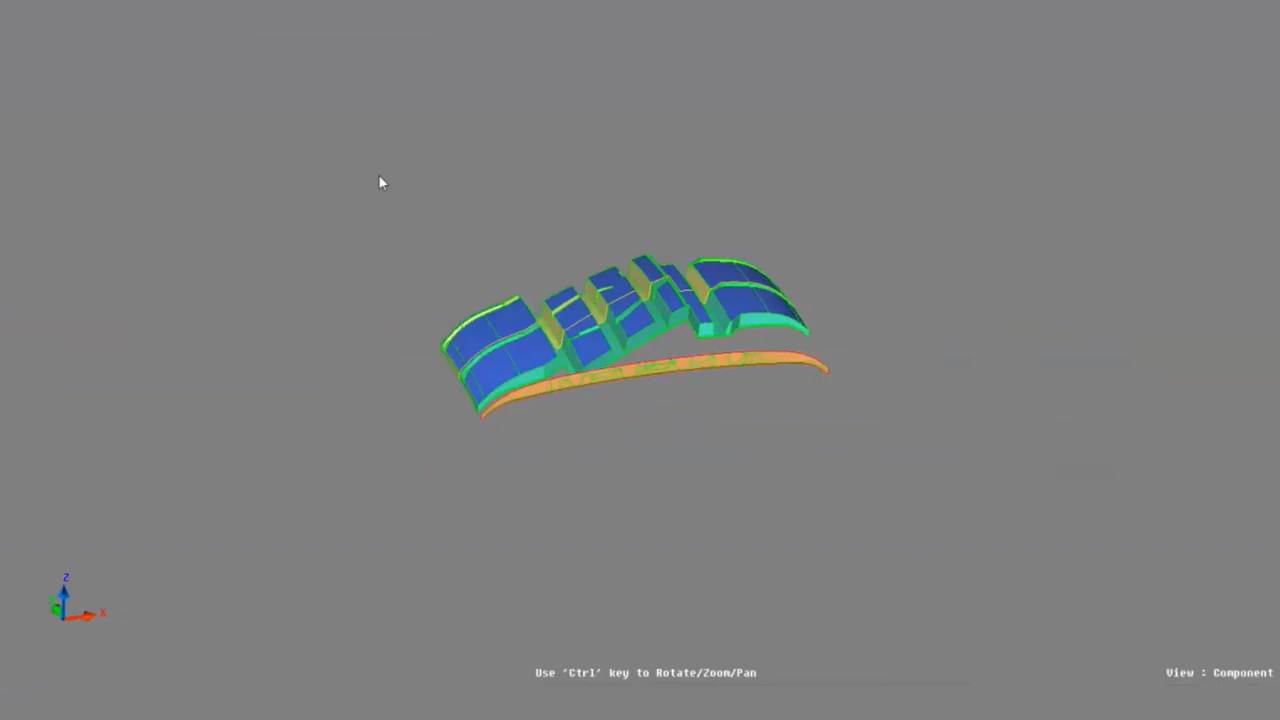 Z
X
Use 'Ctrl' key to Rotate/Zoom/Pan
View : Component